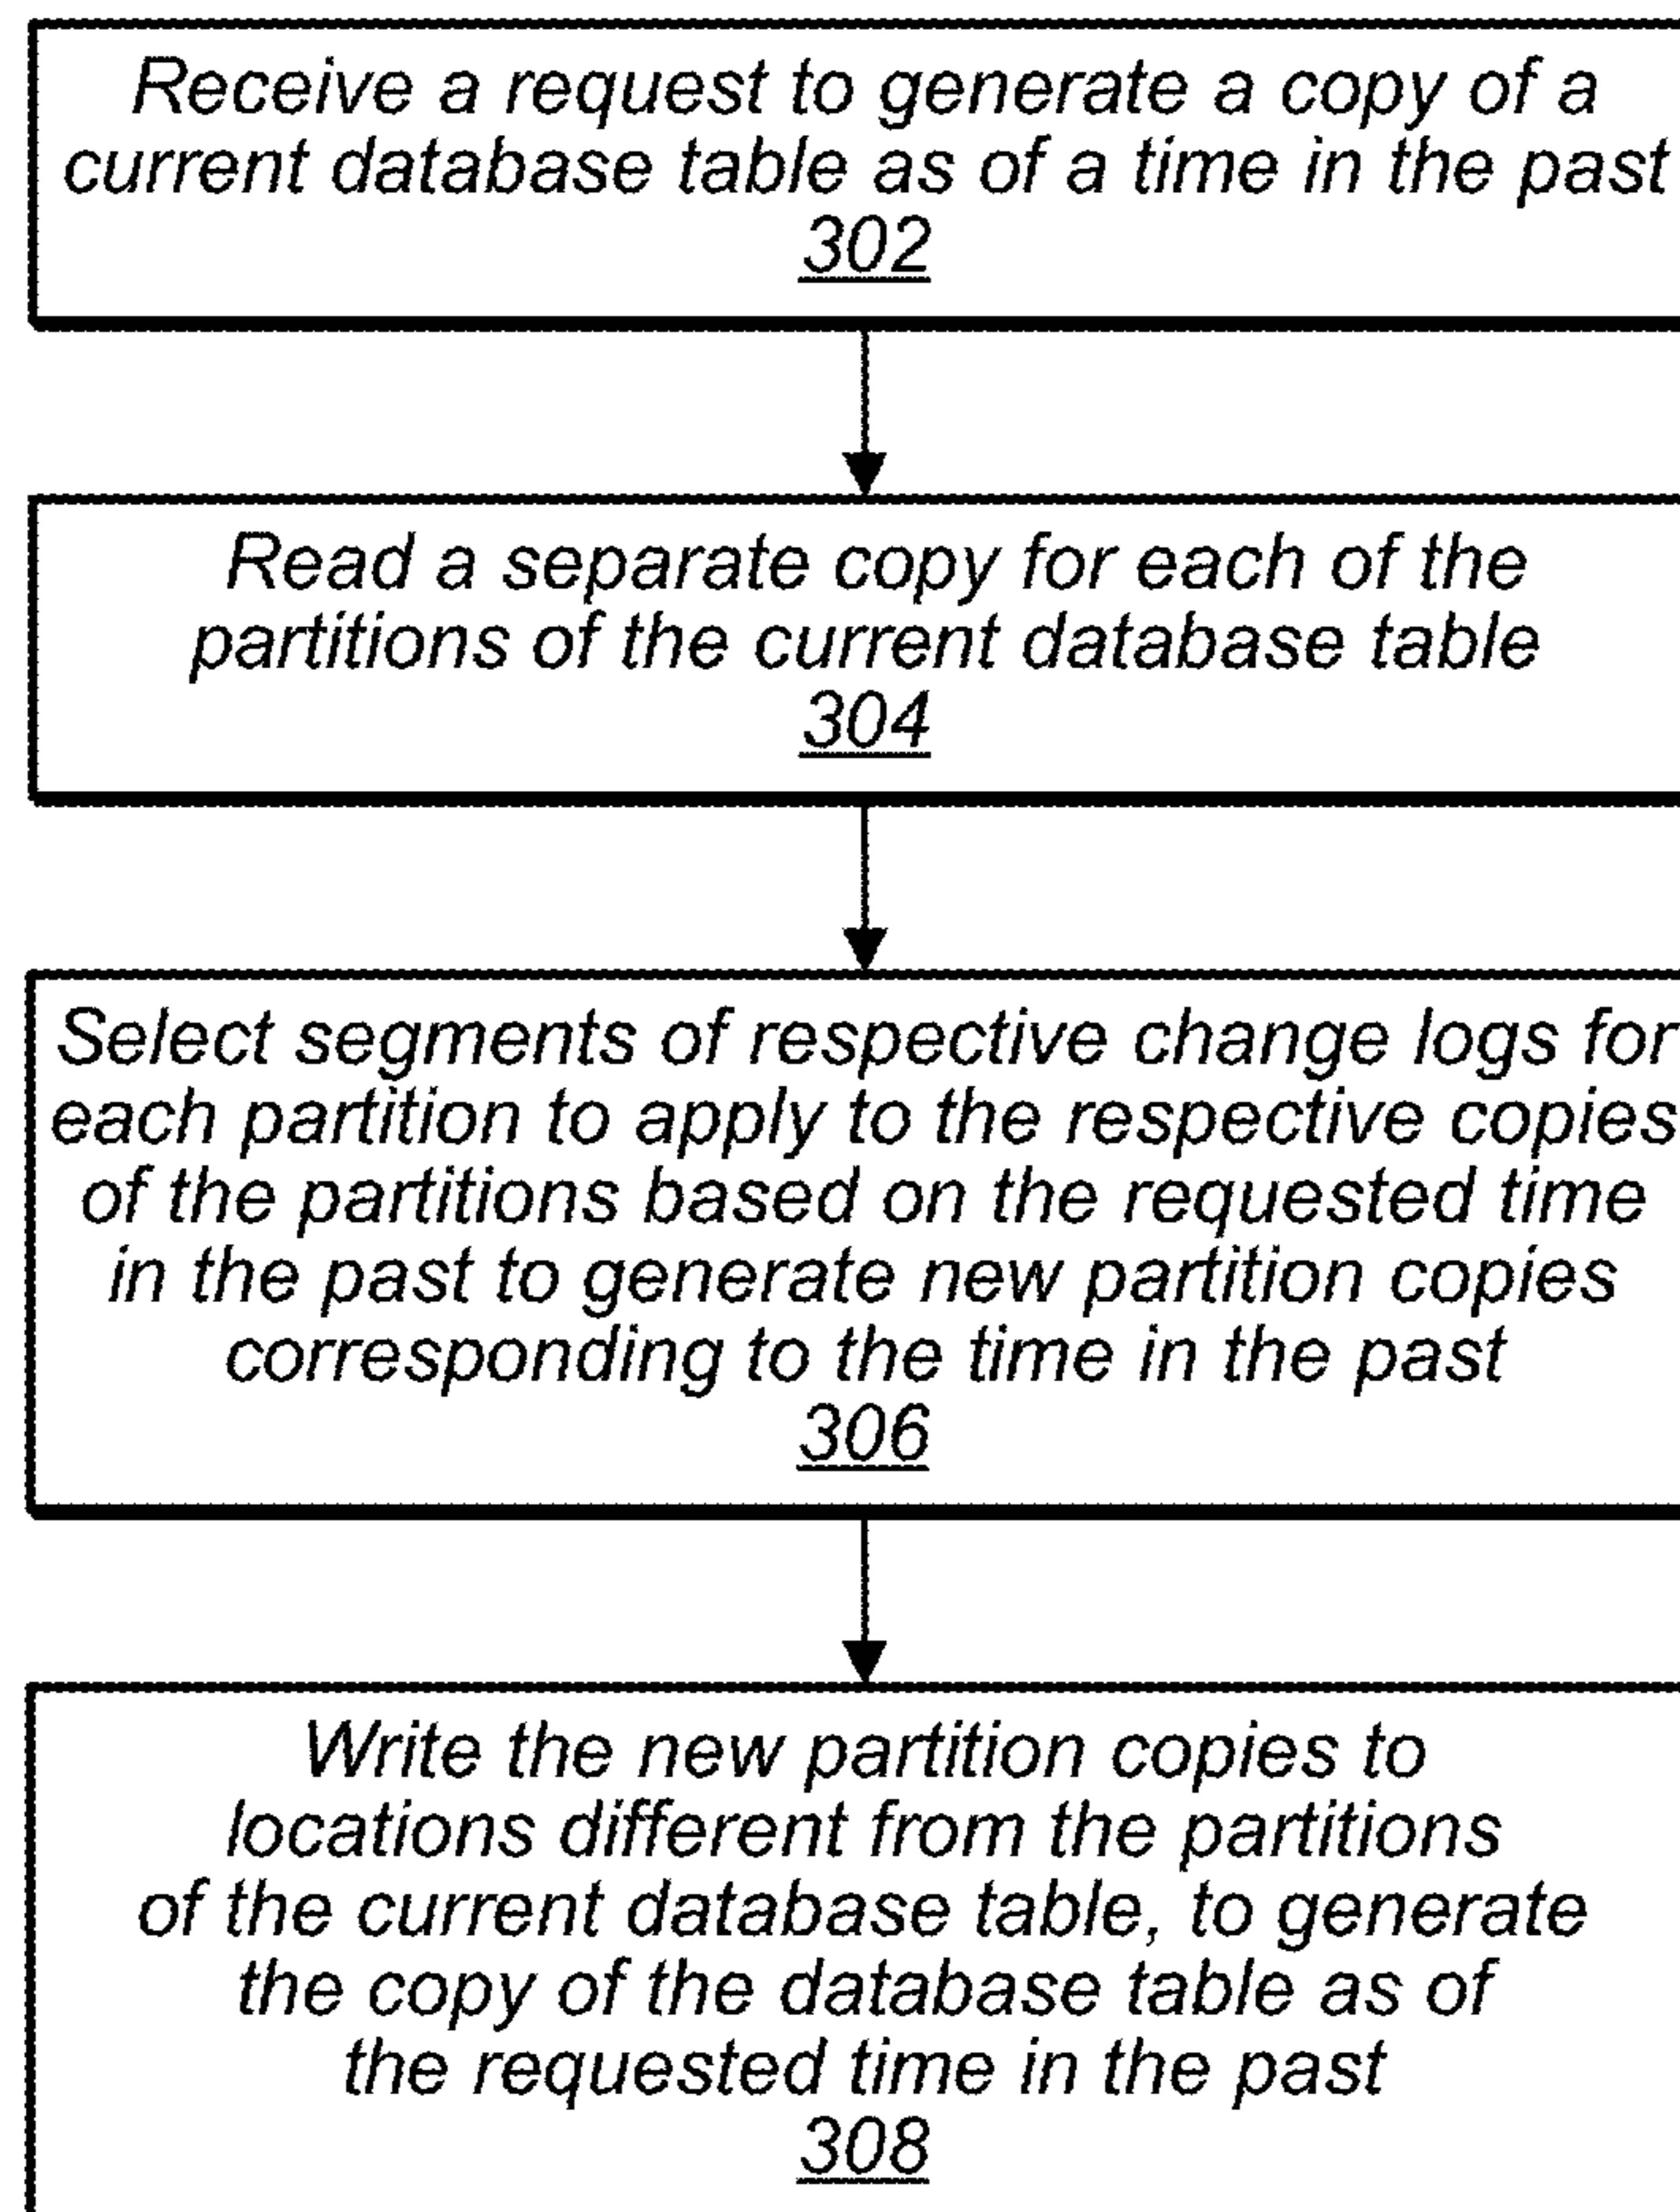 Receive a request to generate a copy of a
current database table as of a time in the past
302
Read a separate copy for each of the
partitions of the current database table
304
Select segments of respective change logs for
each partition to apply to the respective copies
of the partitions based on the requested time
in the past to generate new partition copies
corresponding to the time in the past
306
Write the new partition copies to
locations different from the partitions
of the current database table, to generate
the copy of the database table as of
the requested time in the past
308